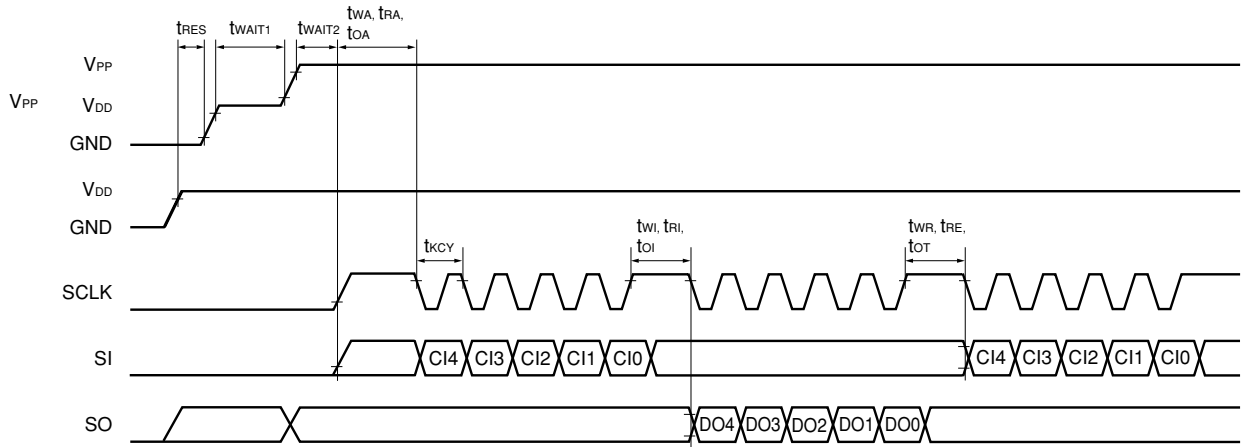 tRES tWAIT1 tWAIT2 tWA, tRA,
tOA
VPP
VPP VDD
GND
VDD
GND
tKCY tWI, tRI,
tOI tWR, tRE,
tOT
SCLK
SI CI4 CI3 CI2 CI1 CI0 CI4 CI3 CI2 CI1 CI0
SO DO4 DO3 DO2 DO1 DO0